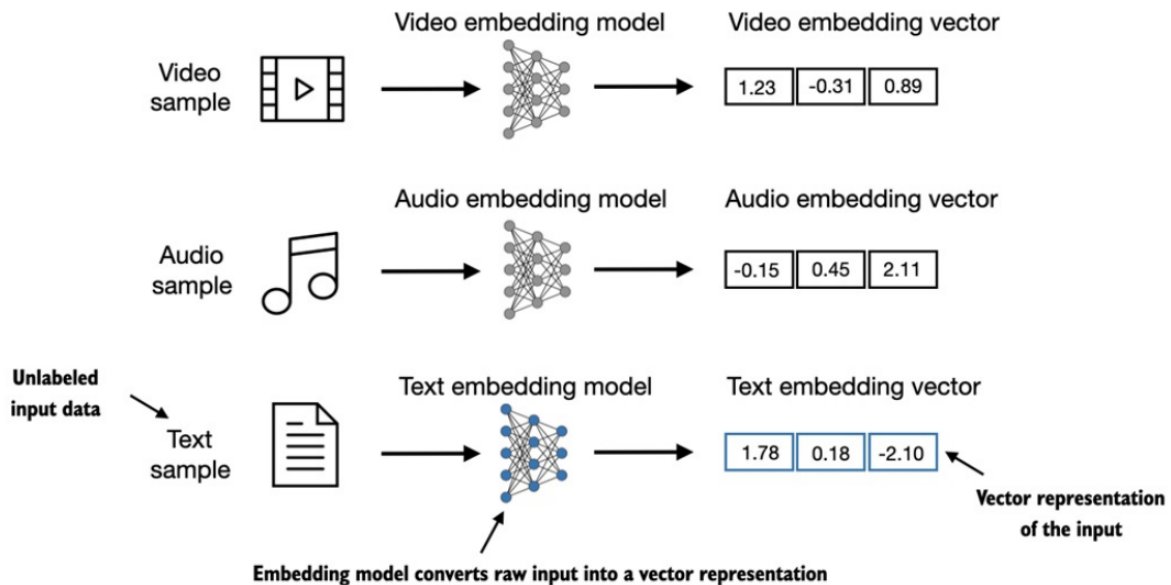 Video embedding model
Video embedding vector
Video
sample
1.23 -0.31 0.89
Audio embedding model
Audio embedding vector
Audio
sample
-0.15 0.45 2.11
Unlabeled
input data
Text embedding model
Text embedding vector
Text
sample
1.78 0.18 -2.10
Vector representation
of the input
Embedding model converts raw input into a vector representation